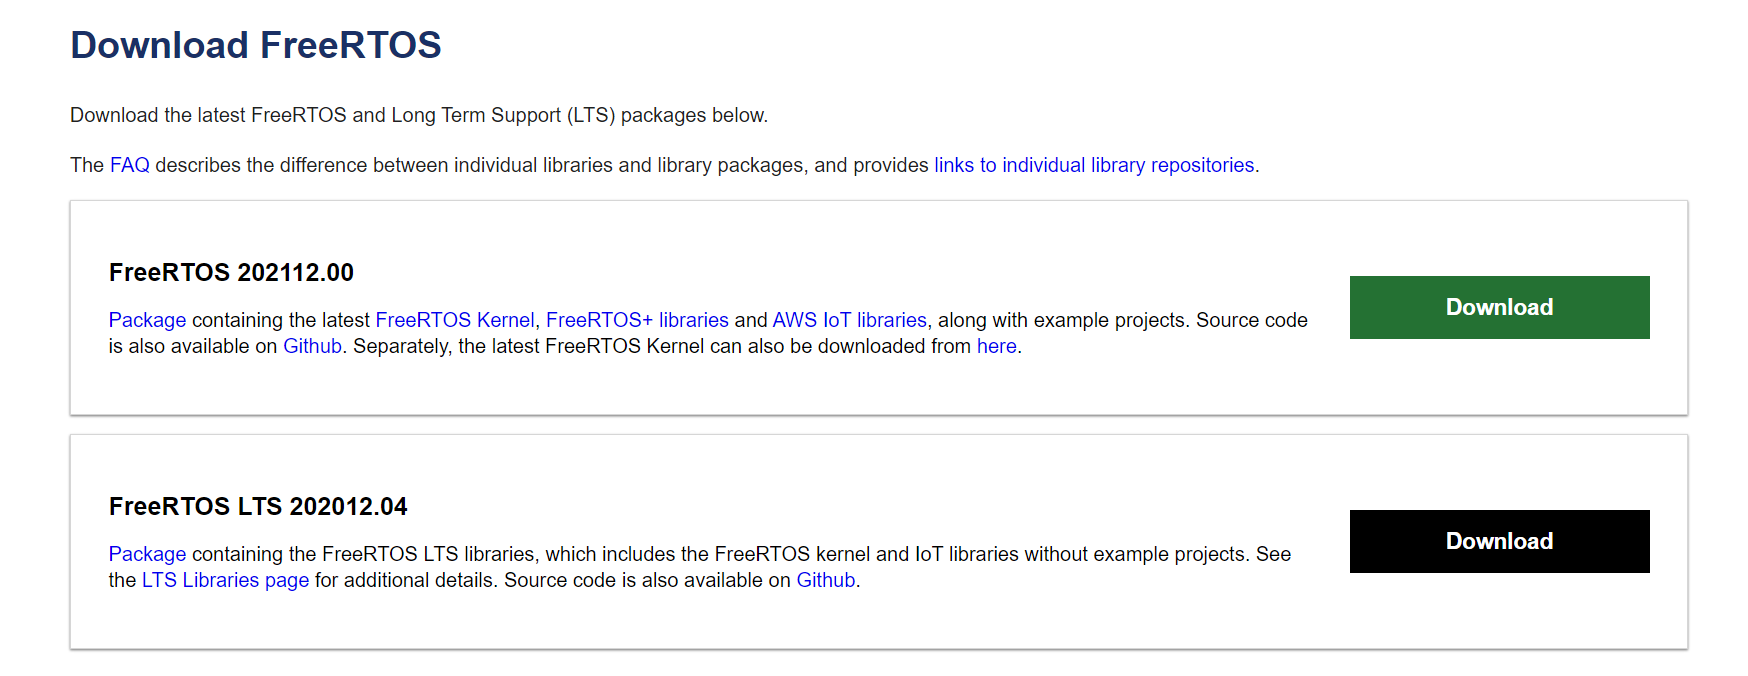 Download FreeRTOS
Download the latest FreeRTOS and Long Term Support (LTS) packages below.
The FAQ describes the difference between individual libraries and library packages, and provides links to individual library repositories.
FreeRTOS 202112.00
Package containing the latest FreeRTOS Kernel, FreeRTOS+ libraries and AWS IoT libraries, along with example projects. Source code
is also available on Github. Separately, the latest FreeRTOS Kernel can also be downloaded from here.
Download
FreeRTOS LTS 202012.04
Package containing the FreeRTOS LTS libraries, which includes the FreeRTOS kernel and IoT libraries without example projects. See
the LTS Libraries page for additional details. Source code is also available on Github.
Download